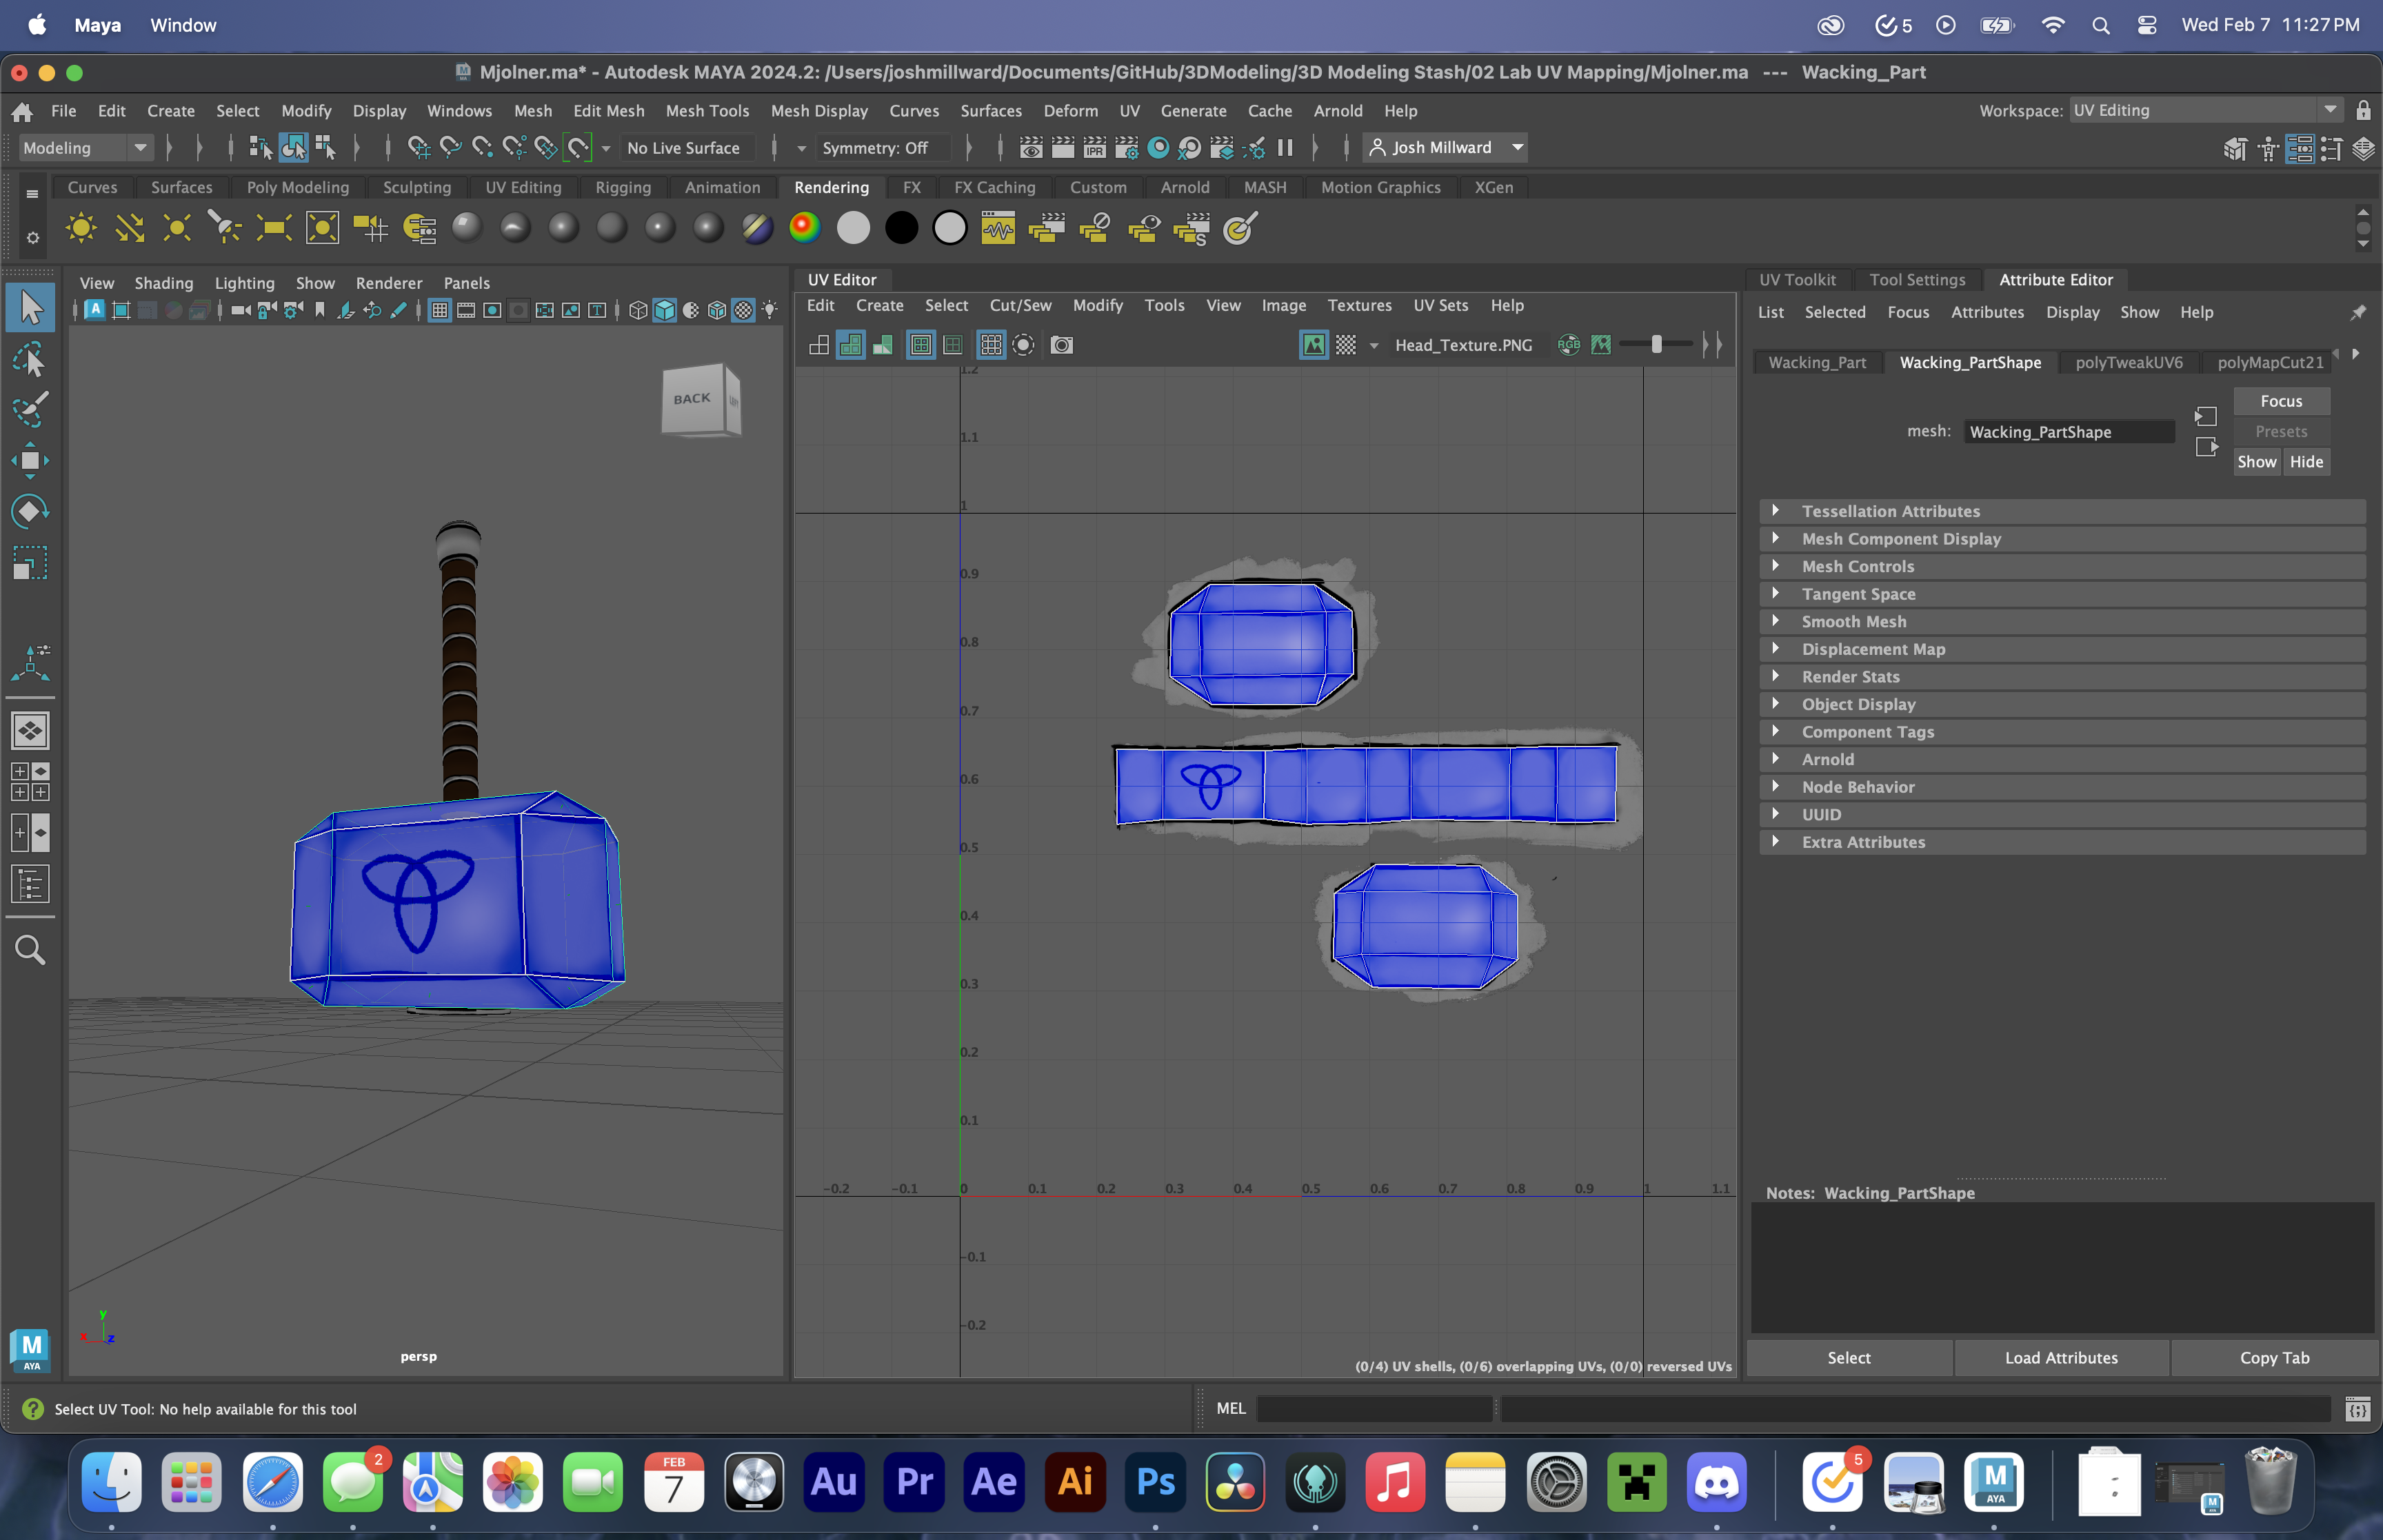 Maya Window 5 Wed Feb 7 11:27 PM
Mjolner.ma* - Autodesk MAYA 2024.2: /Users/joshmillward/Documents/GitHub/3DModeling/3D Modeling Stash/02 Lab UV Mapping/Mjolner.ma --- Wacking_Part
File Edit Create Select Modify Display Windows Mesh Edit Mesh Mesh Tools Mesh Display Curves Surfaces Deform UV Generate Cache Arnold Help Workspace: UV Editing
Modeling No Live Surface Symmetry: Off IPR Josh Millward
Curves Surfaces Poly Modeling Sculpting UV Editing Rigging Animation Rendering FX FX Caching Custom Arnold MASH Motion Graphics XGen
S
View Shading Lighting Show Renderer Panels
A T
BACK
persp
y
x z
UV Editor
Edit Create Select Cut/Sew Modify Tools View Image Textures UV Sets Help
Head_Texture.PNG RGB
1.2
1.1
1
0.9
0.8
0.7
0.6
0.5
0.4
0.3
0.2
0.1
-0.2 -0.1 0 0.1 0.2 0.3 0.4 0.5 0.6 0.7 0.8 0.9 1 1.1
-0.1
-0.2
(0/4) UV shells, (0/6) overlapping UVs, (0/0) reversed UVs
UV Toolkit Tool Settings Attribute Editor
List Selected Focus Attributes Display Show Help
Wacking_Part Wacking_PartShape polyTweakUV6 polyMapCut21
Focus
mesh: Wacking_PartShape Presets
Show Hide
Tessellation Attributes
Mesh Component Display
Mesh Controls
Tangent Space
Smooth Mesh
Displacement Map
Render Stats
Object Display
Component Tags
Arnold
Node Behavior
UUID
Extra Attributes
Notes: Wacking_PartShape
Select Load Attributes Copy Tab
M
AYA
Select UV Tool: No help available for this tool MEL
2 FEB 7 Au Pr Ae Ai Ps 5 M AYA M